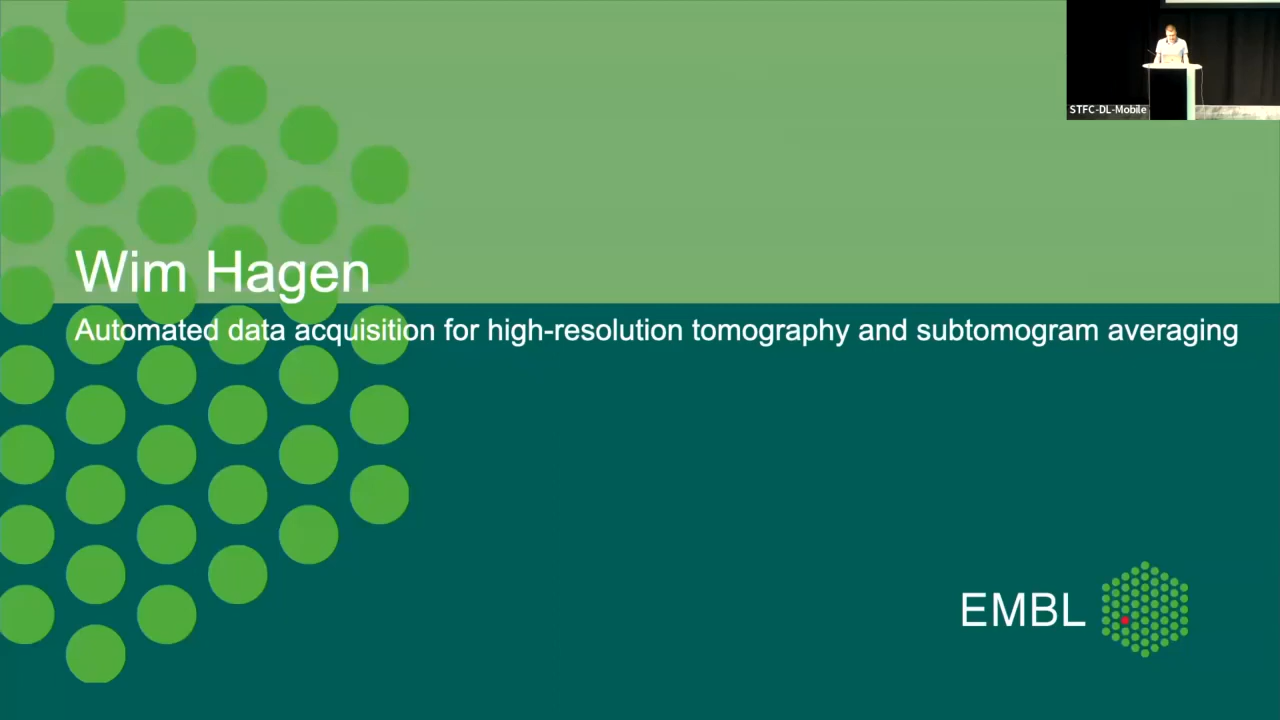 STFC-DL-Mobile
Wim Hagen
Automated data acquisition for high-resolution tomography and subtomogram averaging
EMBL